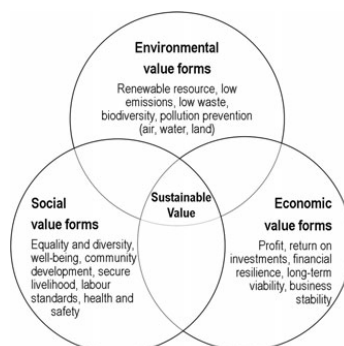 Environmental
value forms
Renewable resource, low
emissions, low waste,
biodiversity, pollution prevention
(air, water, land)
Social
value forms
Equality and diversity,
well-being, community
development, secure
livelihood, labour
standards, health and
safety
Sustainable
Value
Economic
value forms
Profit, return on
investments, financial
resilience, long-term
viability, business
stability